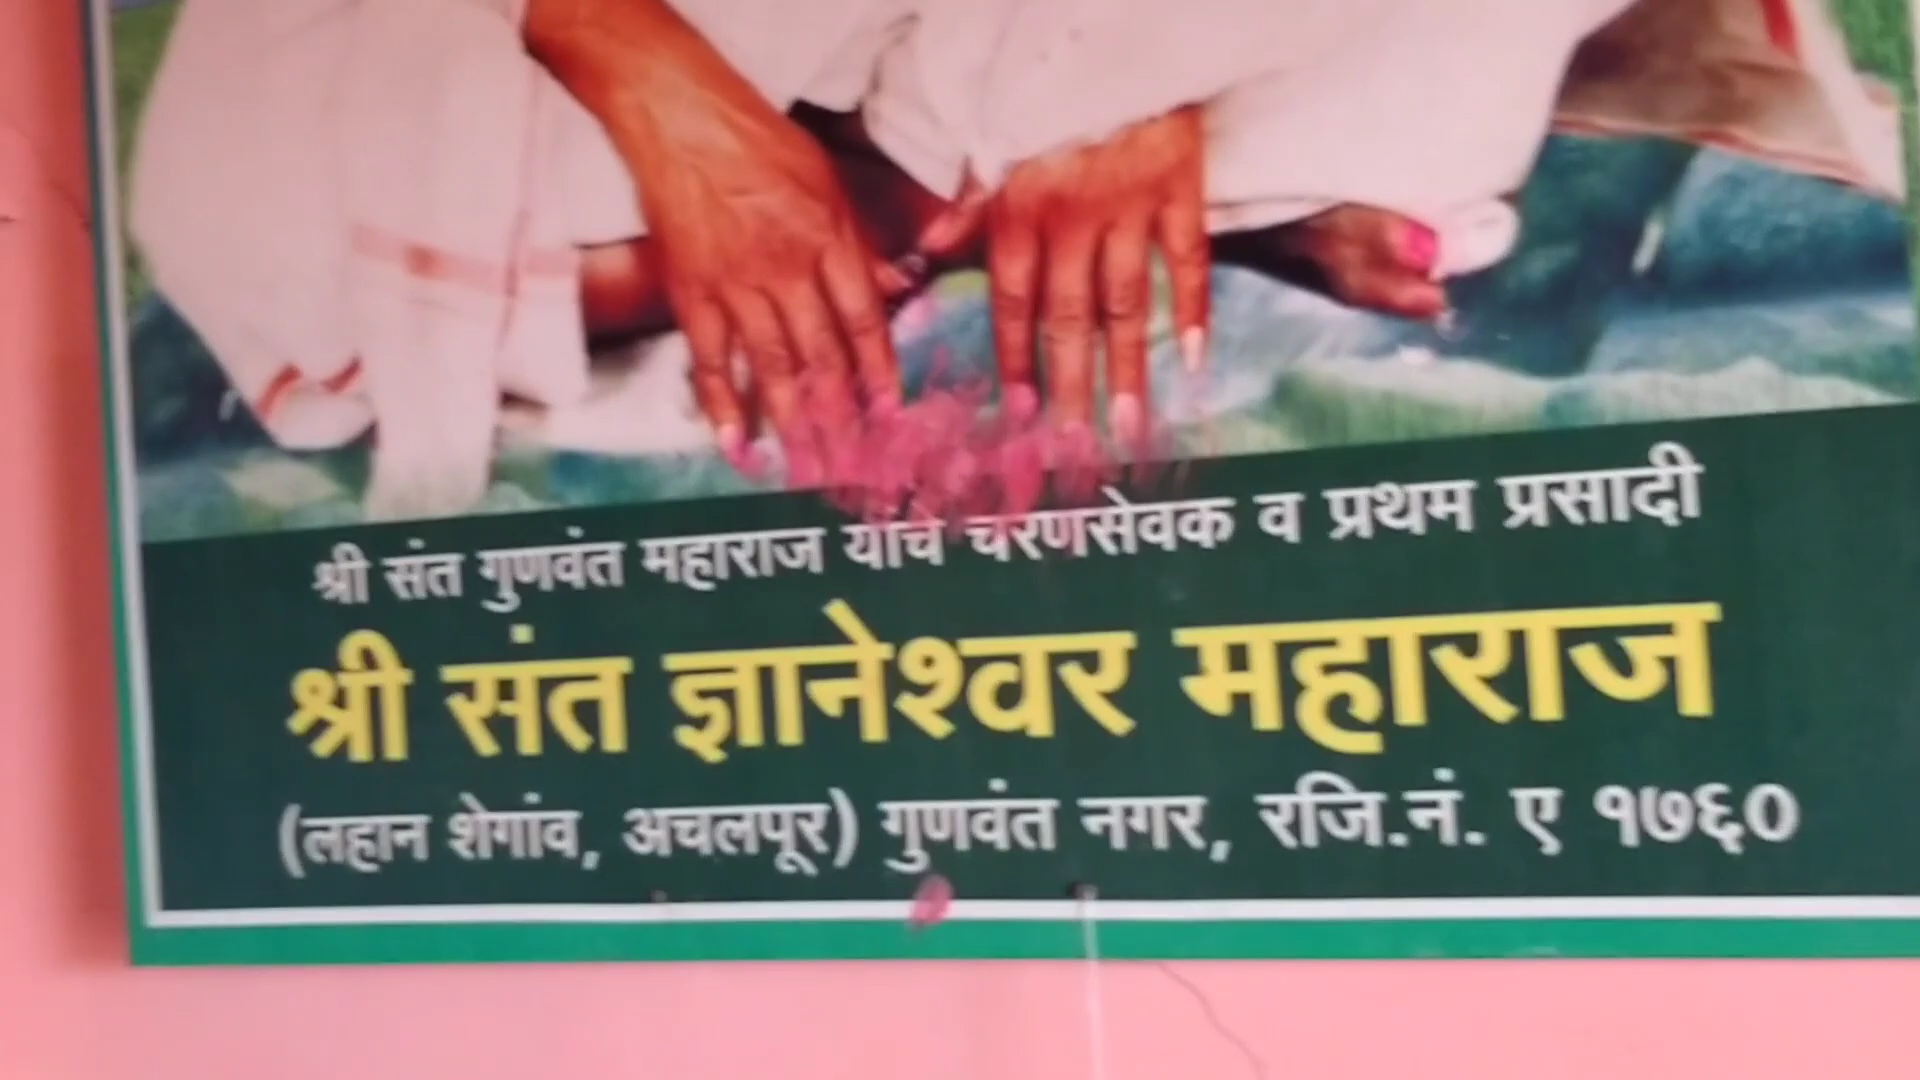 श्री संत गुणवंत महाराज यांचे चरणसेवक व प्रथम प्रसादी
श्री संत ज्ञानेश्वर महाराज
(लहान शेगांव, अचलपूर) गुणवंत नगर, रजि.नं. ए १७६०